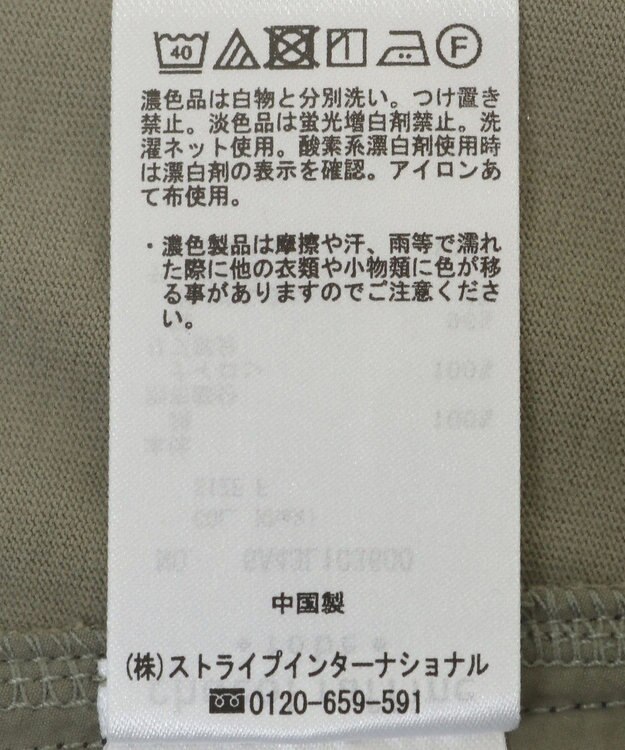 40 F
濃色品は白物と分別洗い。つけ置き
禁止。淡色品は蛍光増白剤禁止。洗
濯ネット使用。酸素系漂白剤使用時
は漂白剤の表示を確認。アイロンあ
て布使用。
・濃色製品は摩擦や汗、雨等で濡れ
た際に他の衣類や小物類に色が移
る事がありますのでご注意くださ
い。
中国製
(株)ストライプインターナショナル
0120-659-591